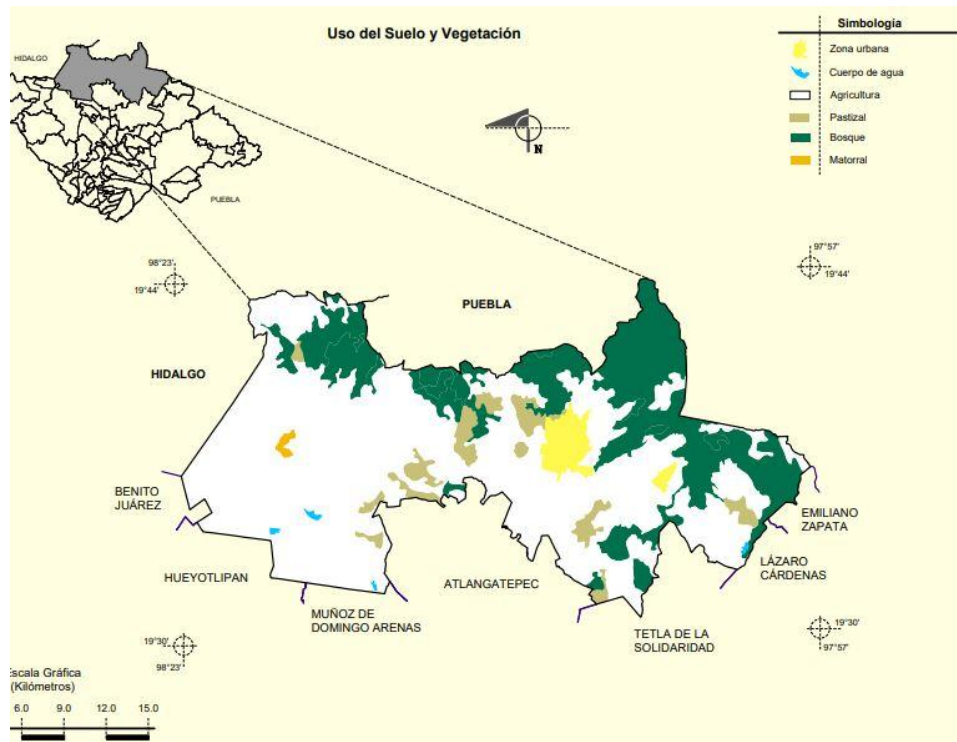 Uso del Suelo y Vegetación
Simbología
Zona urbana
Cuerpo de agua
Agricultura
Pastizal
Bosque
Matorral
HIDALGO
PUEBLA
N
98°23'
19°44'
97°57'
19°44'
PUEBLA
HIDALGO
BENITO
JUÁREZ
HUEYOTLIPAN
MUÑOZ DE
DOMINGO ARENAS
ATLANGATEPEC
TETLA DE LA
SOLIDARIDAD
LÁZARO
CÁRDENAS
EMILIANO
ZAPATA
19°30'
98°23'
19°30'
97°57'
Escala Gráfica
(Kilómetros)
6.0 9.0 12.0 15.0